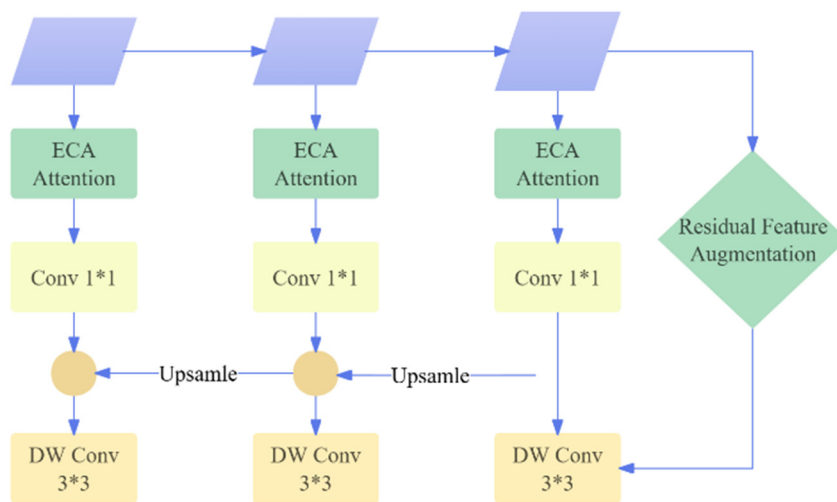 ECA
Attention
ECA
Attention
ECA
Attention
Residual Feature
Augmentation
Conv 1*1
Conv 1*1
Conv 1*1
Upsamle
Upsamle
DW Conv
3*3
DW Conv
3*3
DW Conv
3*3